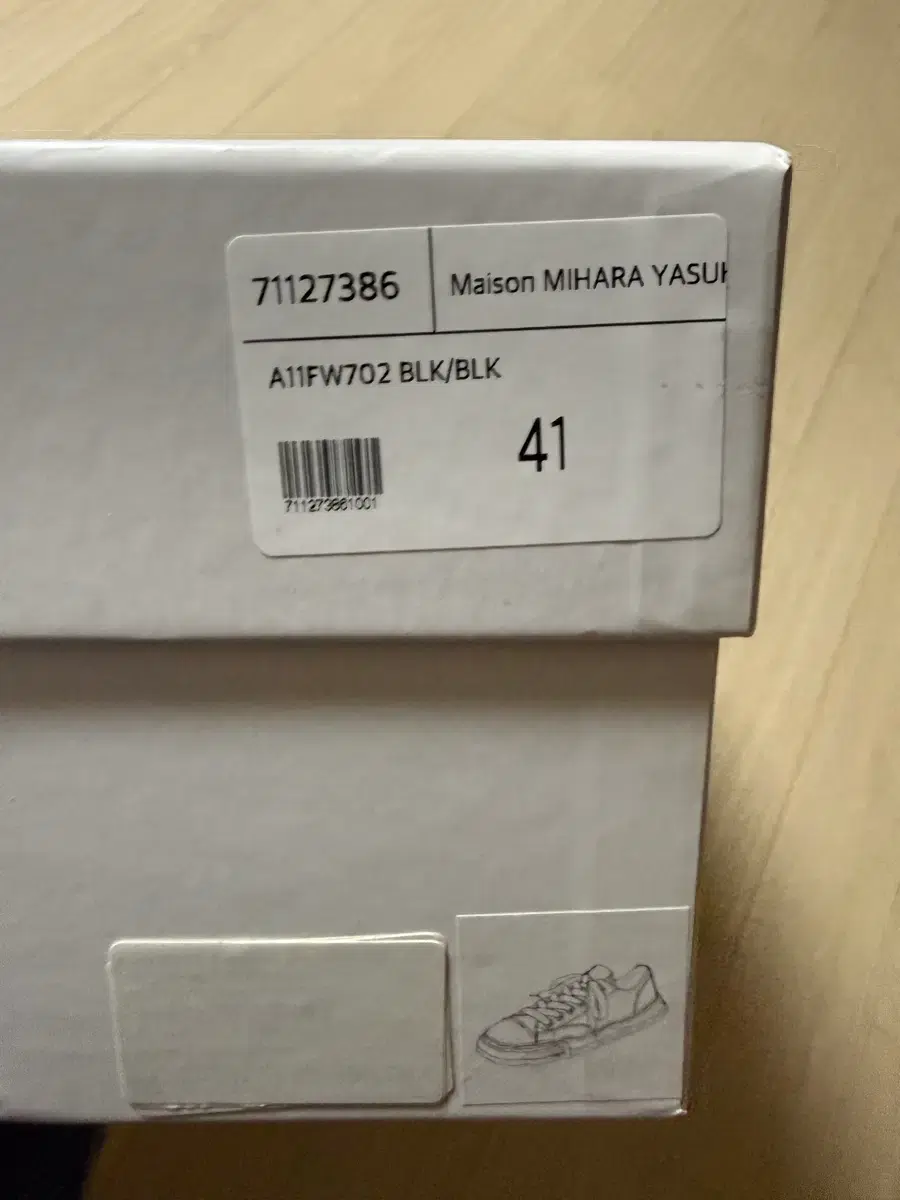 71127386
Maison MIHARA YASUH
A11FW702 BLK/BLK
41
711273861001